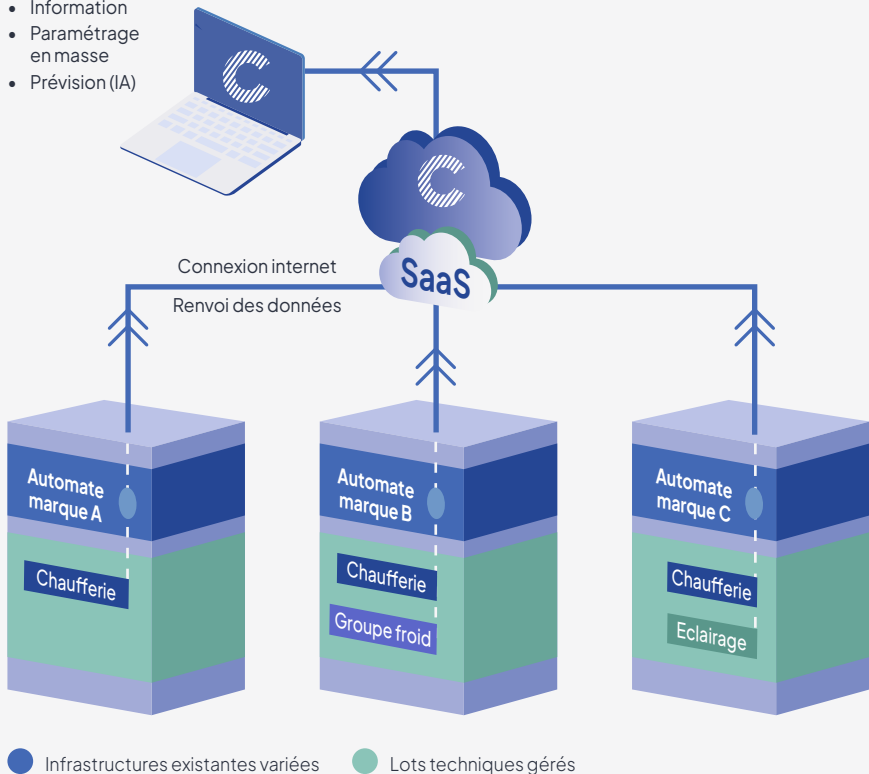 • Information
• Paramétrage
en masse
• Prévision (IA)
C
C
SaaS
Connexion internet
Renvoi des données
Automate
marque A
Chaufferie
Automate
marque B
Chaufferie
Groupe froid
Automate
marque C
Chaufferie
Eclairage
Infrastructures existantes variées
Lots techniques gérés